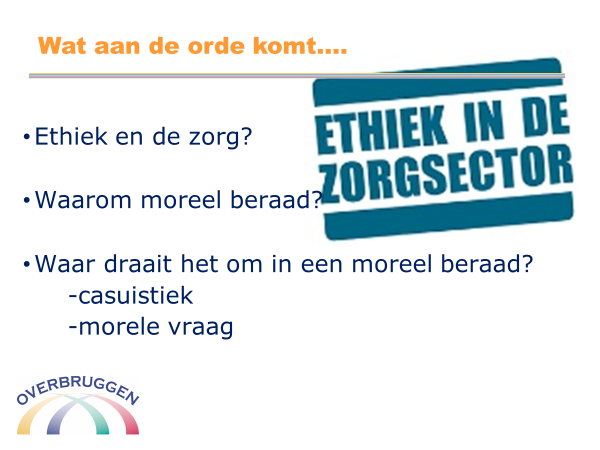 Wat aan de orde komt....
ETHIEK IN DE
ZORGSECTOR
• Ethiek en de zorg?
• Waarom moreel beraad?
• Waar draait het om in een moreel beraad?
-casuistiek
-morele vraag
OVERBRUGGEN